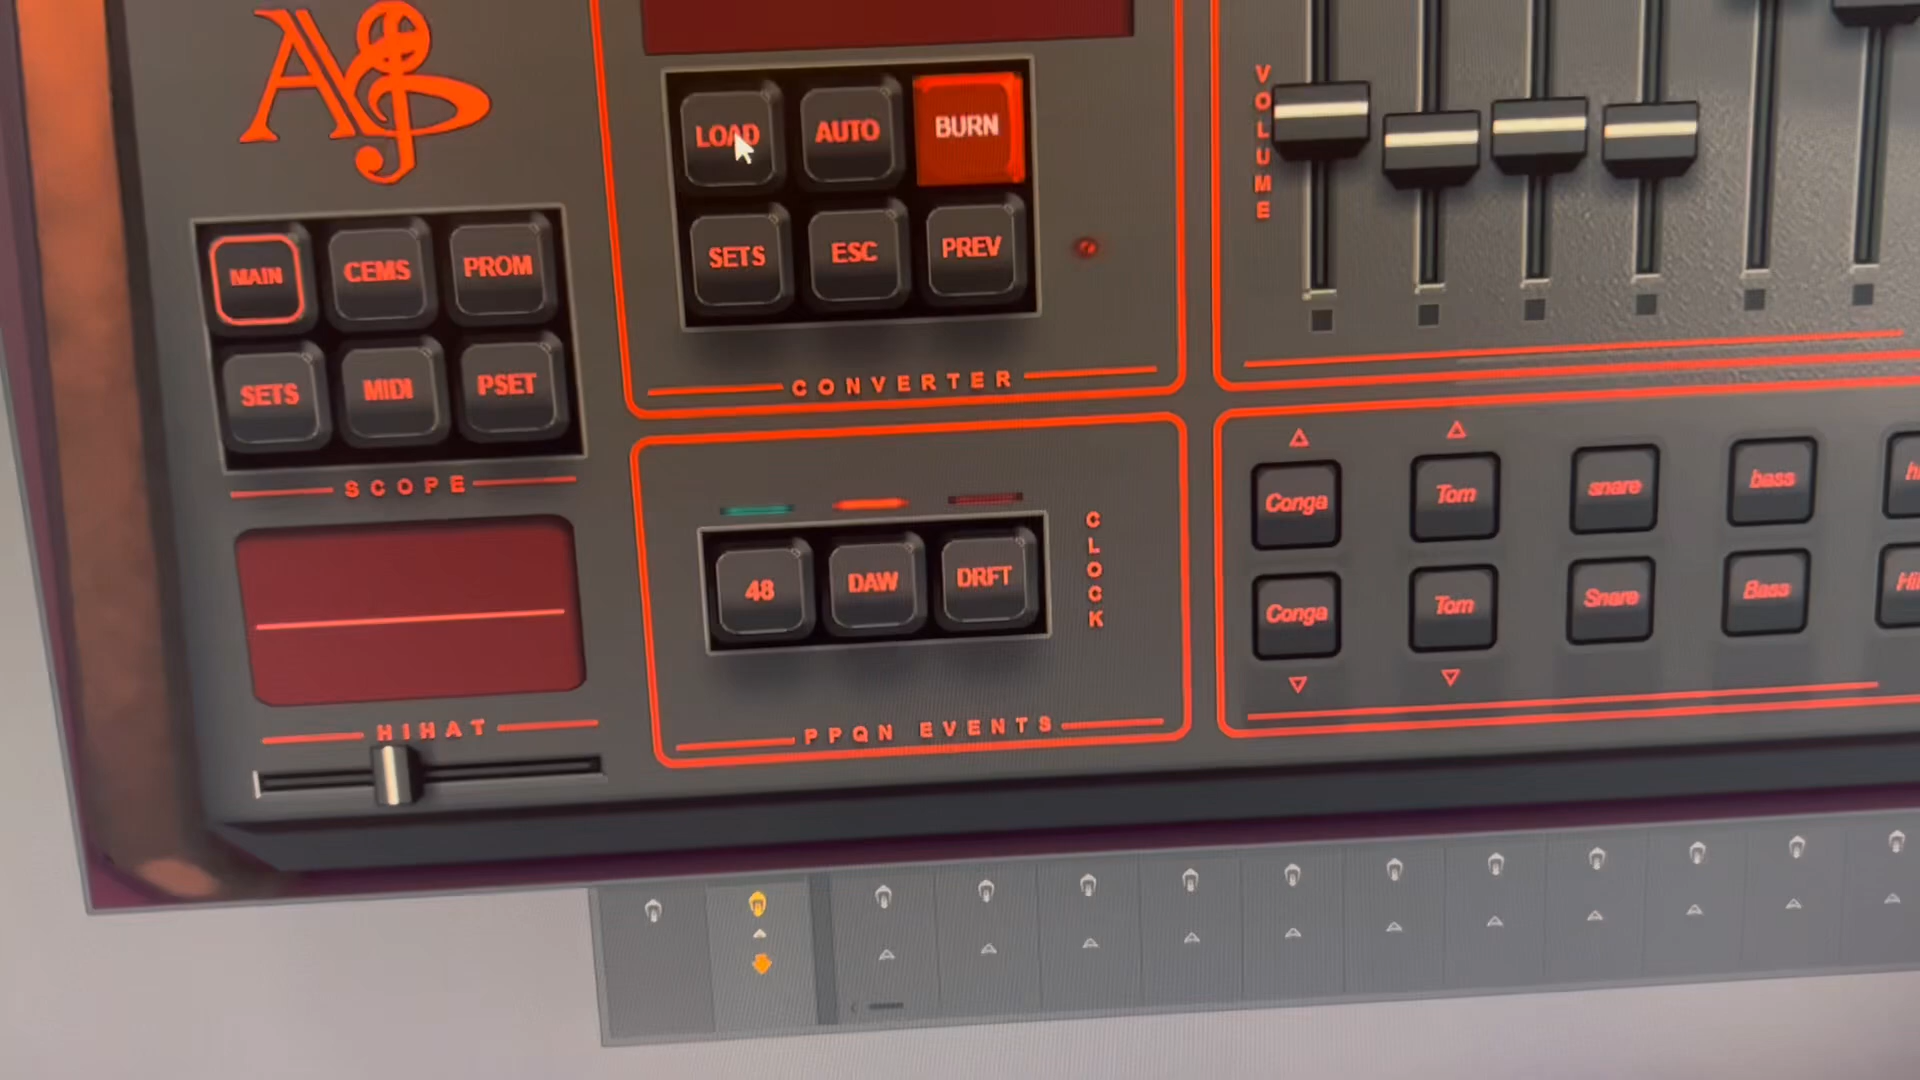 LOAD AUTO BURN
SETS ESC PREV
CONVERTER
MAIN CEMS PROM
SETS MIDI PSET
SCOPE
HIHAT
48 DAW DRFT
CLOCK
PPQN EVENTS
VOLUME
Conga Tom snare bass
Conga Tom Snare Bass